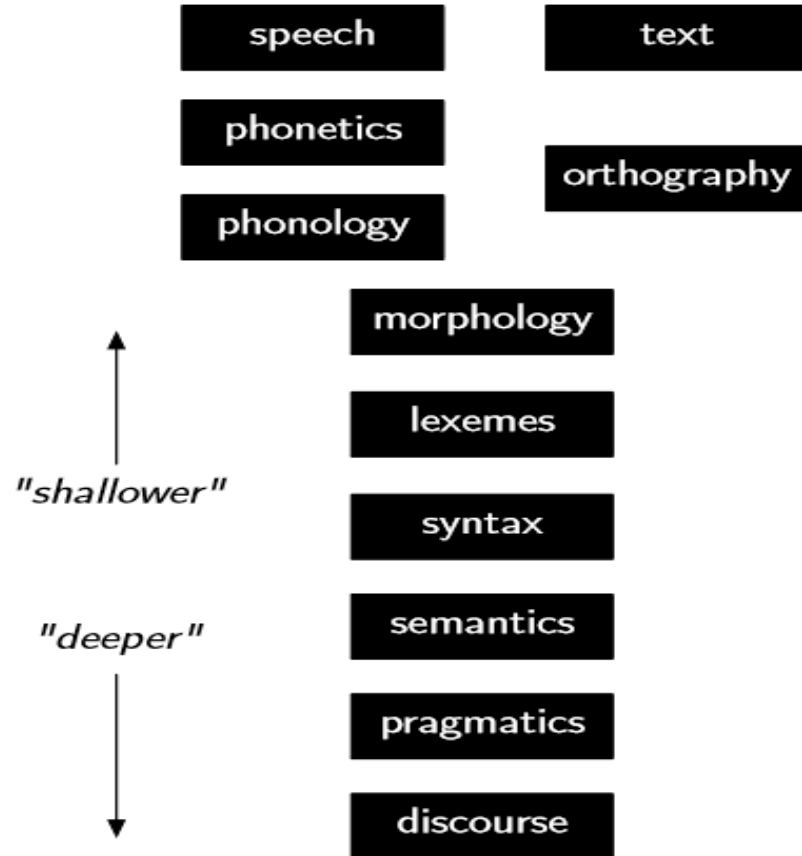 speech
text
phonetics
orthography
phonology
morphology
lexemes
"shallower"
syntax
semantics
"deeper"
pragmatics
discourse